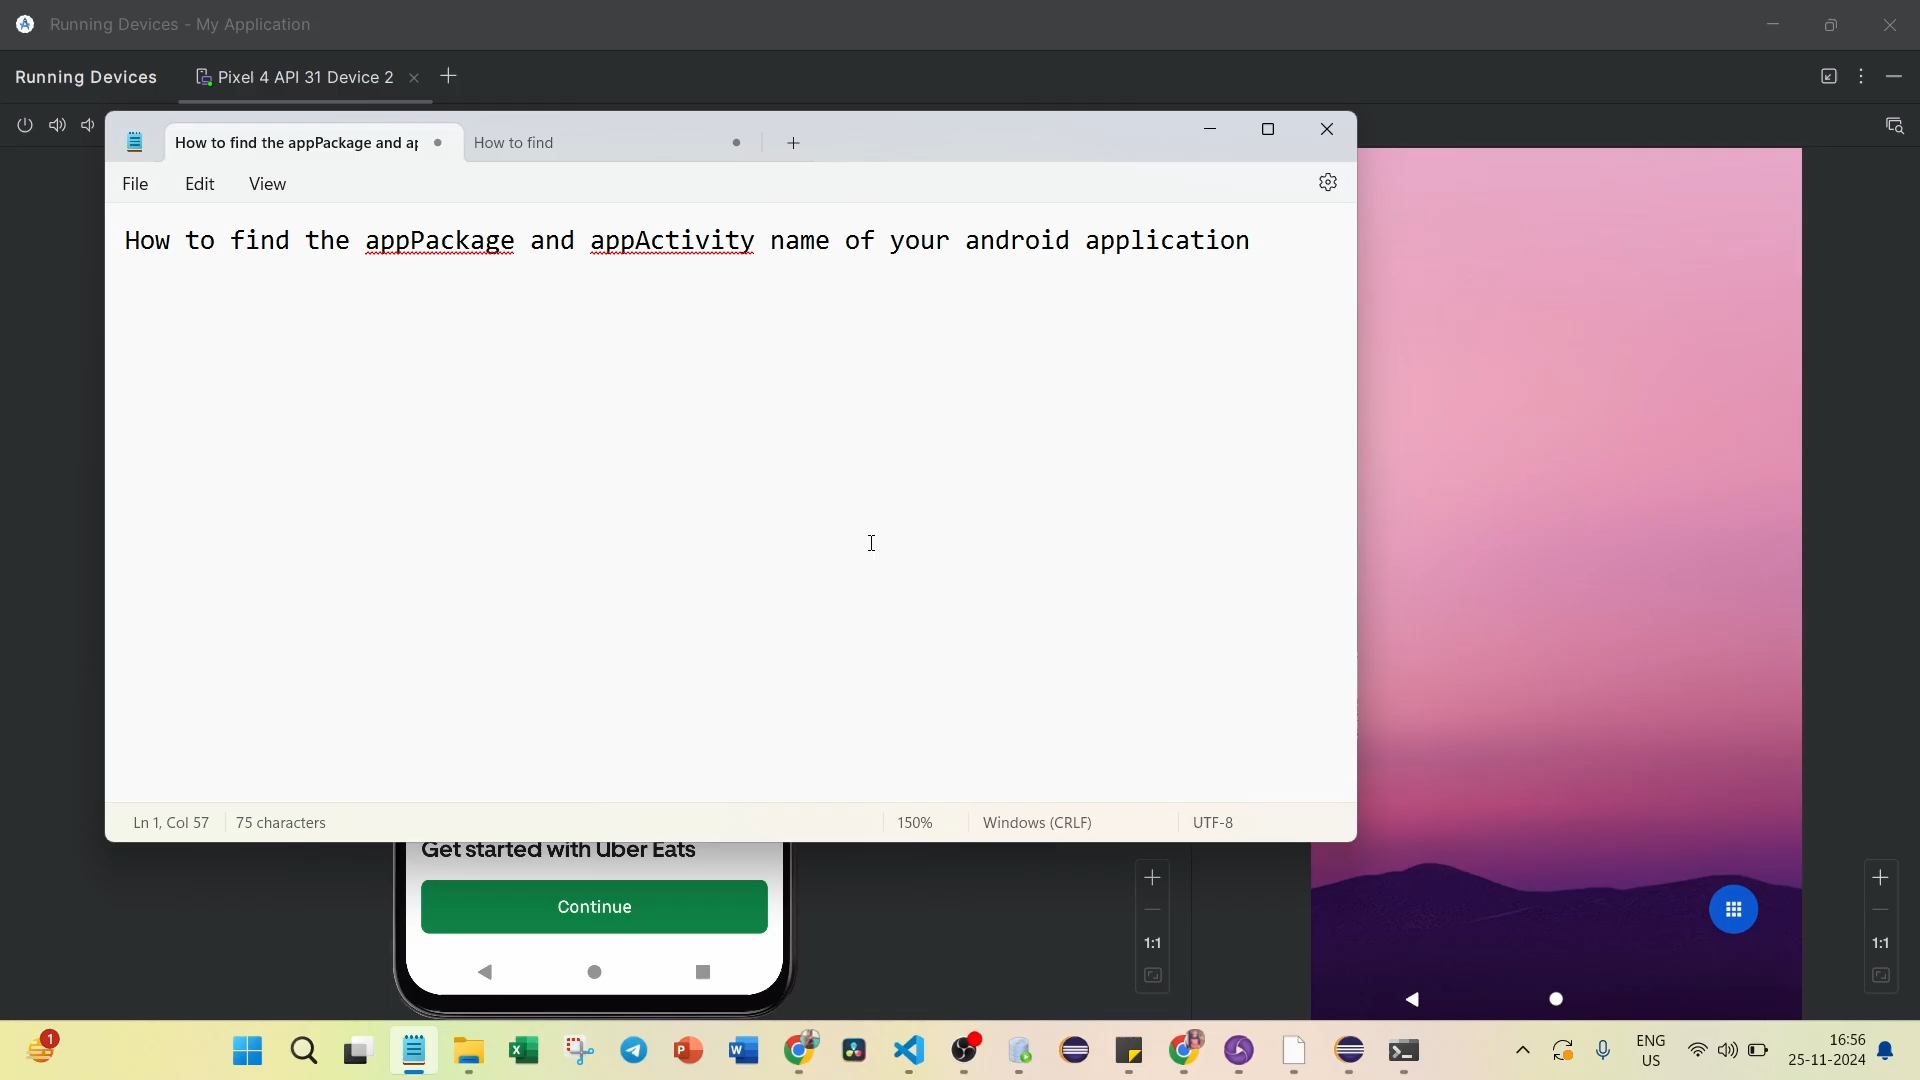 Running Devices - My Application
Running Devices
Pixel 4 API 31 Device 2
How to find the appPackage and ap
How to find
File
Edit
View
How to find the appPackage and appActivity name of your android application
Ln 1, Col 57
75 characters
150%
Windows (CRLF)
UTF-8
Get started with Uber Eats
Continue
1:1
1:1
1
ENG
US
16:56
25-11-2024